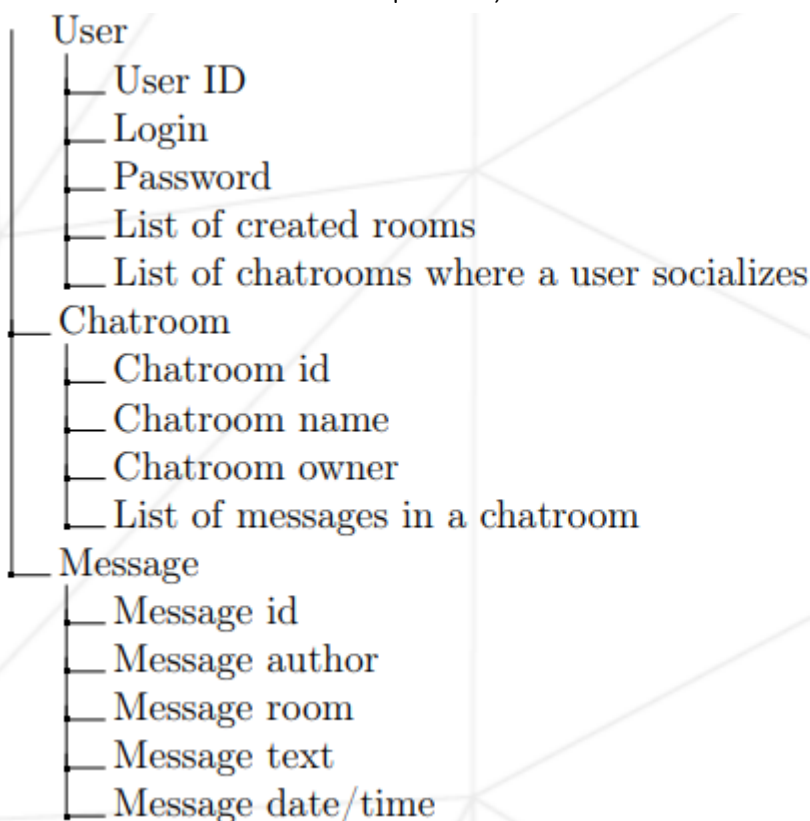 User
User ID
Login
Password
List of created rooms
List of chatrooms where a user socializes
Chatroom
Chatroom id
Chatroom name
Chatroom owner
List of messages in a chatroom
Message
Message id
Message author
Message room
Message text
Message date/time